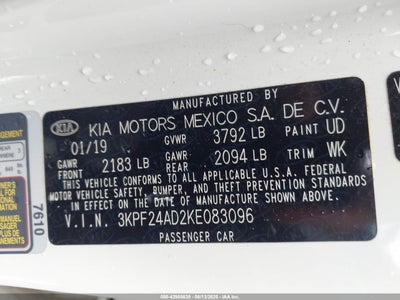 MANUFACTURED BY
KIA KIA MOTORS MEXICO S.A. DE C.V.
01/19 GVWR 3792 LB PAINT UD
GAWR FRONT 2183 LB GAWR REAR 2094 LB TRIM WK
THIS VEHICLE CONFORMS TO ALL APPLICABLE U.S.A. FEDERAL
MOTOR VEHICLE SAFETY, BUMPER, AND THEFT PREVENTION STANDARDS
IN EFFECT ON THE DATE OF MANUFACTURE SHOWN ABOVE.
V.I.N. 3KPF24AD2KE083096
PASSENGER CAR
7610